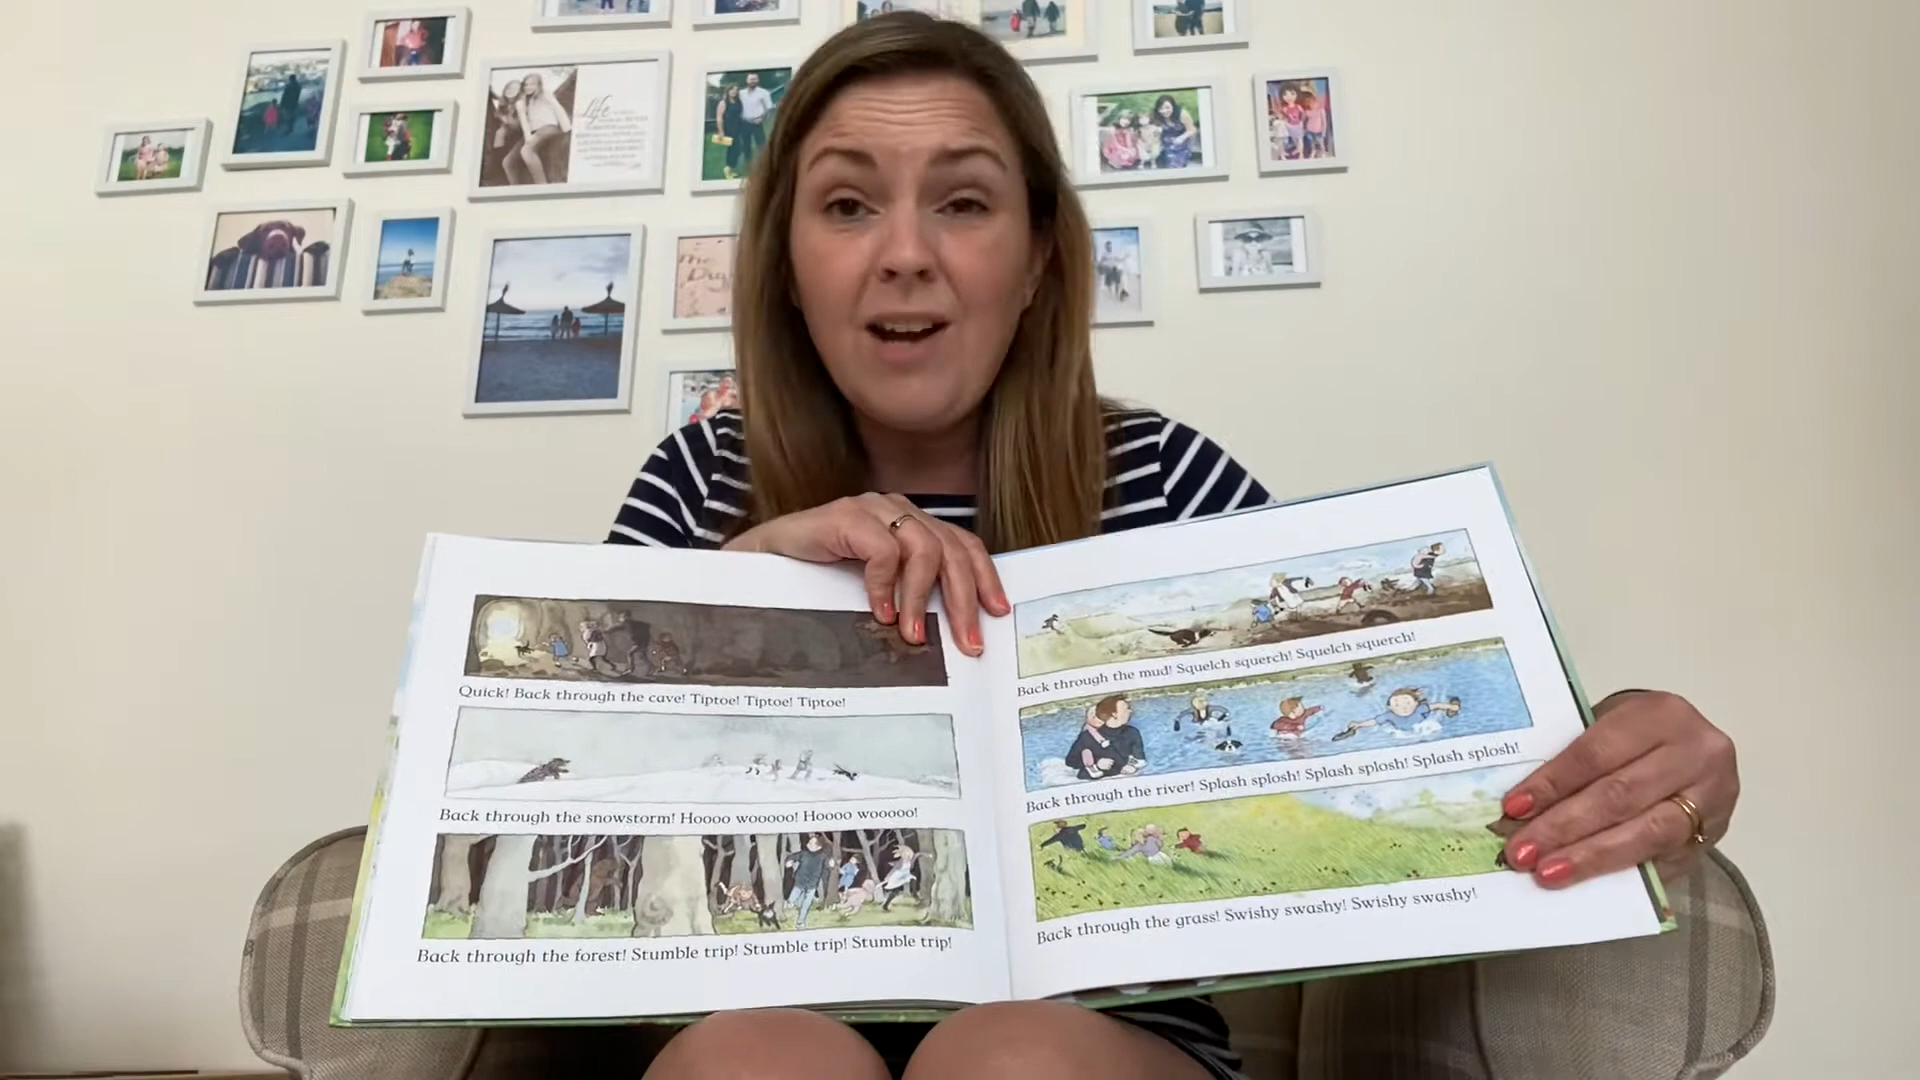 Life
Quick! Back through the cave! Tiptoe! Tiptoe! Tiptoe!
Back through the snowstorm! Hoooo wooooo! Hoooo wooooo!
Back through the forest! Stumble trip! Stumble trip! Stumble trip!
Back through the mud! Squelch squerch! Squelch squerch!
Back through the river! Splash splosh! Splash splosh! Splash splosh!
Back through the grass! Swishy swashy! Swishy swashy!